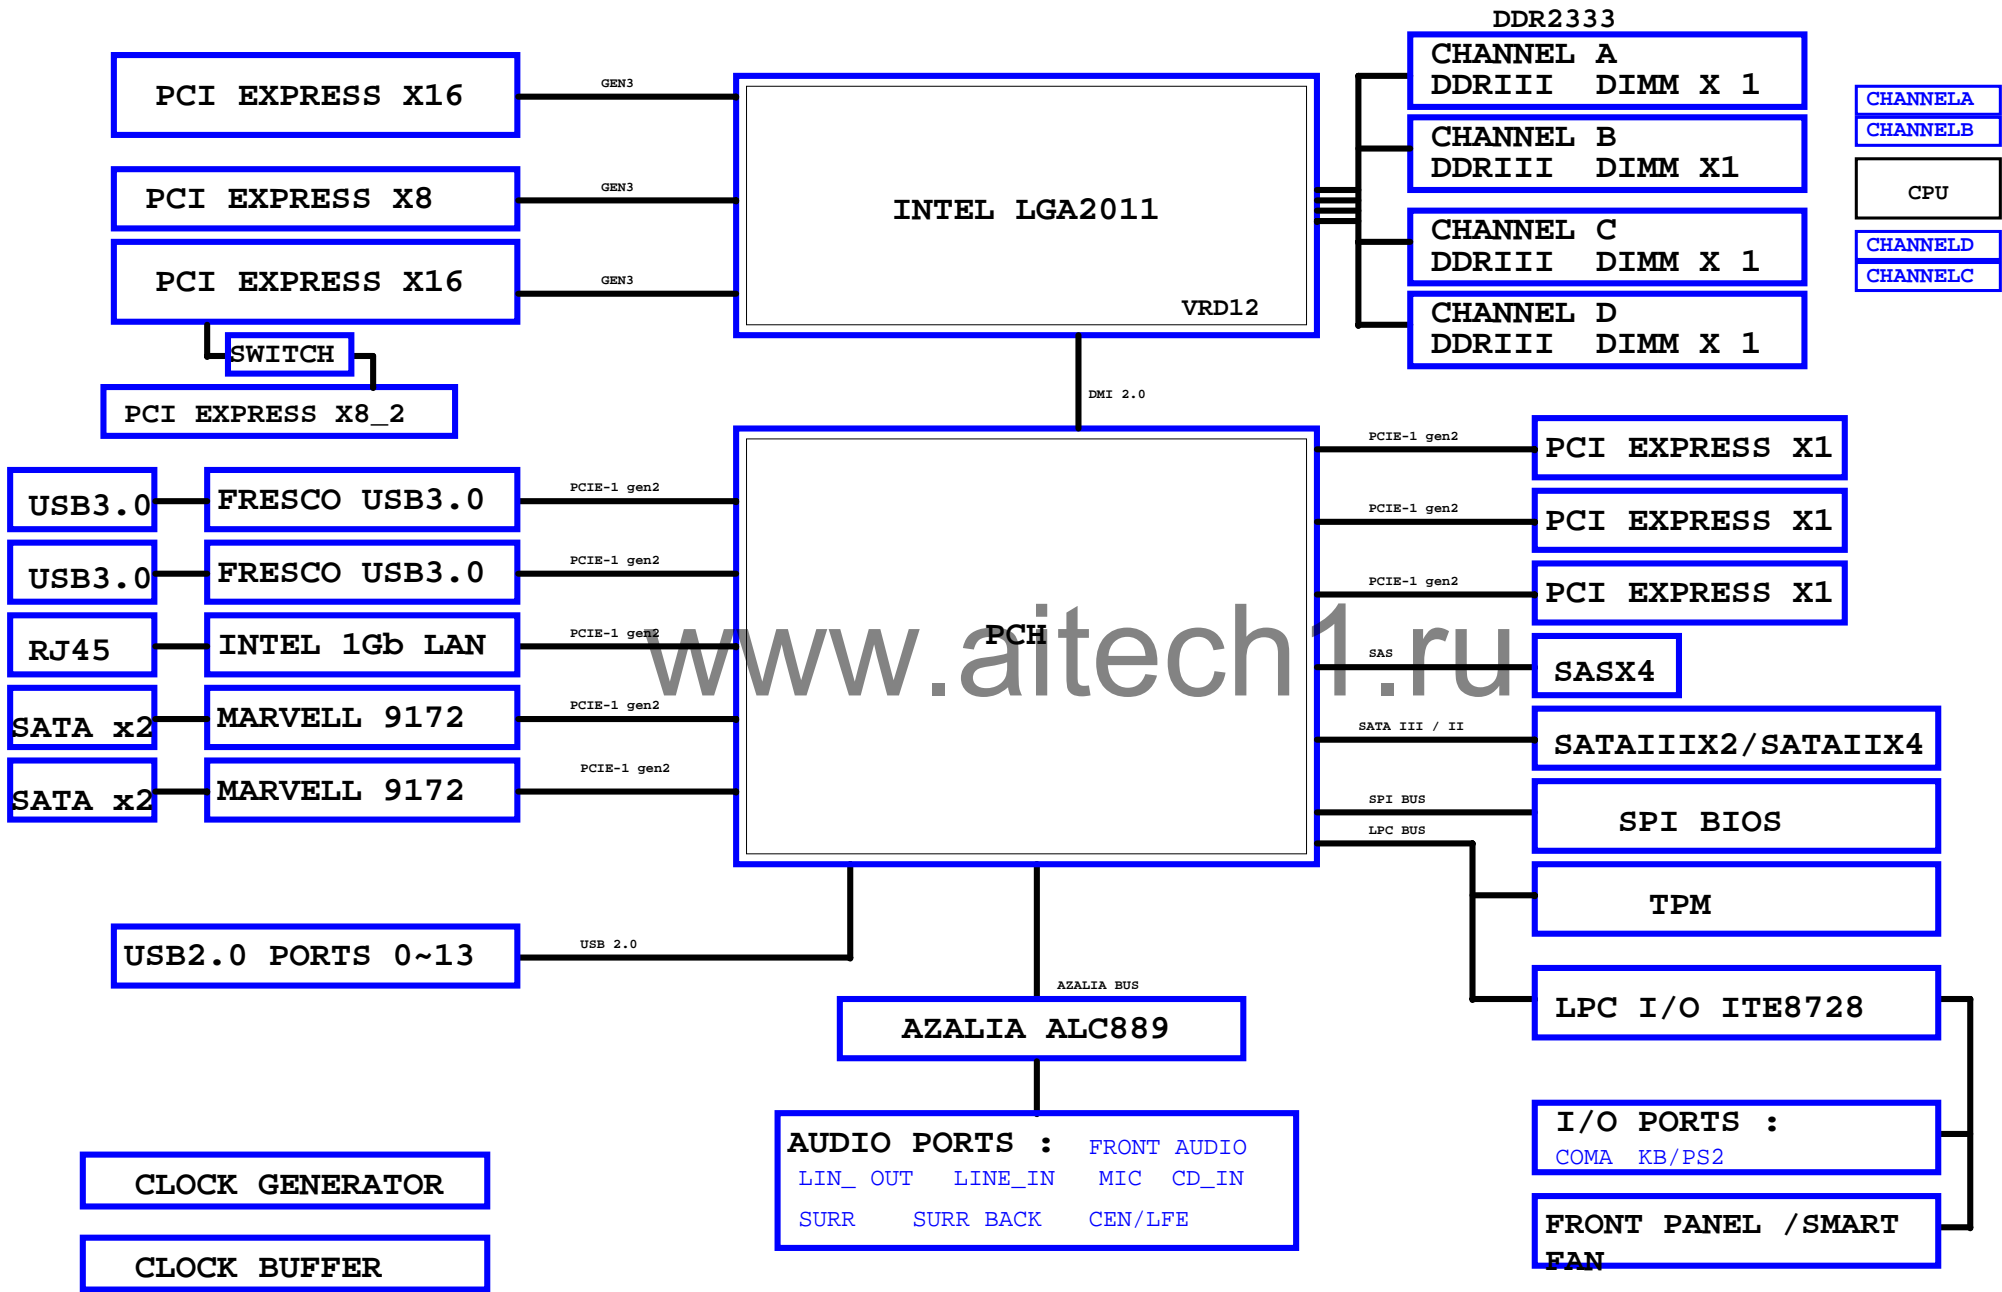 DDR2333
CHANNEL A
DDRIII DIMM X 1
CHANNEL B
DDRIII DIMM X1
CHANNEL C
DDRIII DIMM X 1
CHANNEL D
DDRIII DIMM X 1
CHANNELA
CHANNELB
CPU
CHANNELD
CHANNELC
PCI EXPRESS X16
GEN3
PCI EXPRESS X8
GEN3
PCI EXPRESS X16
GEN3
INTEL LGA2011
VRD12
SWITCH
PCI EXPRESS X8_2
DMI 2.0
USB3.0
FRESCO USB3.0
PCIE-1 gen2
USB3.0
FRESCO USB3.0
PCIE-1 gen2
RJ45
INTEL 1Gb LAN
PCIE-1 gen2
SATA x2
MARVELL 9172
PCIE-1 gen2
SATA x2
MARVELL 9172
PCIE-1 gen2
PCH
www.aitech1.ru
PCIE-1 gen2
PCI EXPRESS X1
PCIE-1 gen2
PCI EXPRESS X1
PCIE-1 gen2
PCI EXPRESS X1
SAS
SASX4
SATA III / II
SATAIIIX2/SATAIIX4
SPI BUS
SPI BIOS
LPC BUS
TPM
LPC I/O ITE8728
USB2.0 PORTS 0~13
USB 2.0
AZALIA BUS
AZALIA ALC889
AUDIO PORTS : FRONT AUDIO
LIN_ OUT LINE_IN MIC CD_IN
SURR SURR BACK CEN/LFE
I/O PORTS :
COMA KB/PS2
FRONT PANEL /SMART
FAN
CLOCK GENERATOR
CLOCK BUFFER